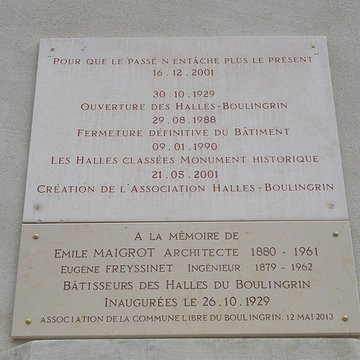 "Pour que le passé n'entâche plus le présent"
16.12.2001
30.10.1929
Ouverture des Halles-Boulingrin
29.08.1988
Fermeture définitive du Bâtiment
09.01.1990
Les Halles classées Monument historique
21.05.2001
Création de l'Association Halles-Boulingrin
A la mémoire de
Emile MAIGROT Architecte 1880 - 1961
Eugène FREYSSINET Ingénieur 1879 - 1962
Bâtisseurs des Halles du Boulingrin
Inaugurées le 26.10.1929
Association de la Commune Libre du Boulingrin. 12 mai 2013